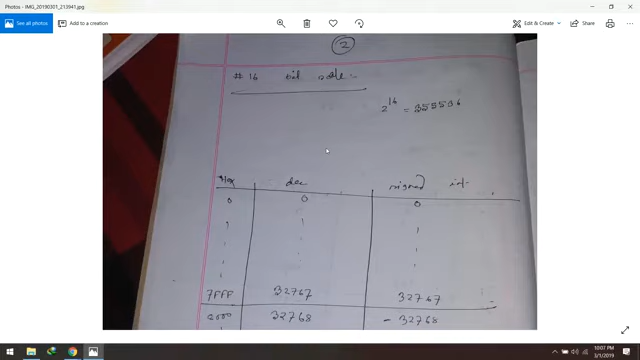 Photos - IMG_20190301_213941.jpg
See all photos
Add to a creation
Edit & Create
Share
2
# 16 bit
2^16 =
Hex dec signed int
0 0 0
1 1 1
7FFF 32767 32767
8000 32768 - 32768
10:07 PM
3/1/2019